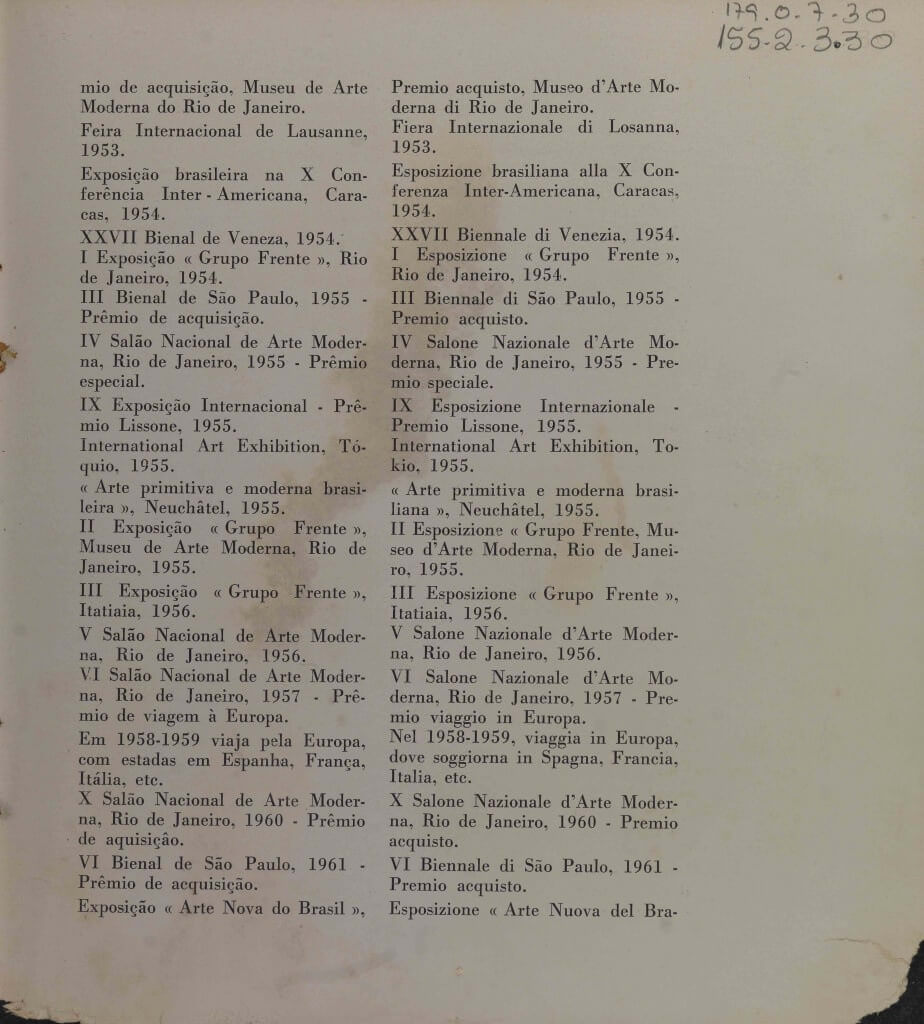 179.0-7-30
155-2-3.30
mio de acquisição, Museu de Arte
Moderna do Rio de Janeiro.
Feira Internacional de Lausanne,
1953.
Exposição brasileira na X Con-
ferência Inter - Americana, Cara-
cas, 1954.
XXVII Bienal de Veneza, 1954.
I Exposição « Grupo Frente », Rio
de Janeiro, 1954.
III Bienal de São Paulo, 1955 -
Prêmio de acquisição.
IV Salão Nacional de Arte Moder-
na, Rio de Janeiro, 1955 - Prêmio
especial.
IX Exposição Internacional - Prê-
mio Lissone, 1955.
International Art Exhibition, Tó-
quio, 1955.
« Arte primitiva e moderna brasi-
leira », Neuchâtel, 1955.
II Exposição « Grupo Frente »,
Museu de Arte Moderna, Rio de
Janeiro, 1955.
III Exposição « Grupo Frente »,
Itatiaia, 1956.
V Salão Nacional de Arte Moder-
na, Rio de Janeiro, 1956.
VI Salão Nacional de Arte Moder-
na, Rio de Janeiro, 1957 - Prê-
mio de viagem à Europa.
Em 1958-1959 viaja pela Europa,
com estadas em Espanha, França,
Itália, etc.
X Salão Nacional de Arte Moder-
na, Rio de Janeiro, 1960 - Prêmio
de aquisição.
VI Bienal de São Paulo, 1961 -
Prêmio de acquisição.
Exposição « Arte Nova do Brasil »,
Premio acquisto, Museo d'Arte Mo-
derna di Rio de Janeiro.
Fiera Internazionale di Losanna,
1953.
Esposizione brasiliana alla X Con-
ferenza Inter-Americana, Caracas,
1954.
XXVII Biennale di Venezia, 1954.
I Esposizione « Grupo Frente »,
Rio de Janeiro, 1954.
III Biennale di São Paulo, 1955 -
Premio acquisto.
IV Salone Nazionale d'Arte Mo-
derna, Rio de Janeiro, 1955 - Pre-
mio speciale.
IX Esposizione Internazionale -
Premio Lissone, 1955.
International Art Exhibition, To-
kio, 1955.
« Arte primitiva e moderna brasi-
liana », Neuchâtel, 1955.
II Esposizione « Grupo Frente, Mu-
seo d'Arte Moderna, Rio de Janei-
ro, 1955.
III Esposizione « Grupo Frente »,
Itatiaia, 1956.
V Salone Nazionale d'Arte Moder-
na, Rio de Janeiro, 1956.
VI Salone Nazionale d'Arte Mo-
derna, Rio de Janeiro, 1957 - Pre-
mio viaggio in Europa.
Nel 1958-1959, viaggia in Europa,
dove soggiorna in Spagna, Francia,
Italia, etc.
X Salone Nazionale d'Arte Moder-
na, Rio de Janeiro, 1960 - Premio
acquisto.
VI Biennale di São Paulo, 1961 -
Premio acquisto.
Esposizione « Arte Nuova del Bra-